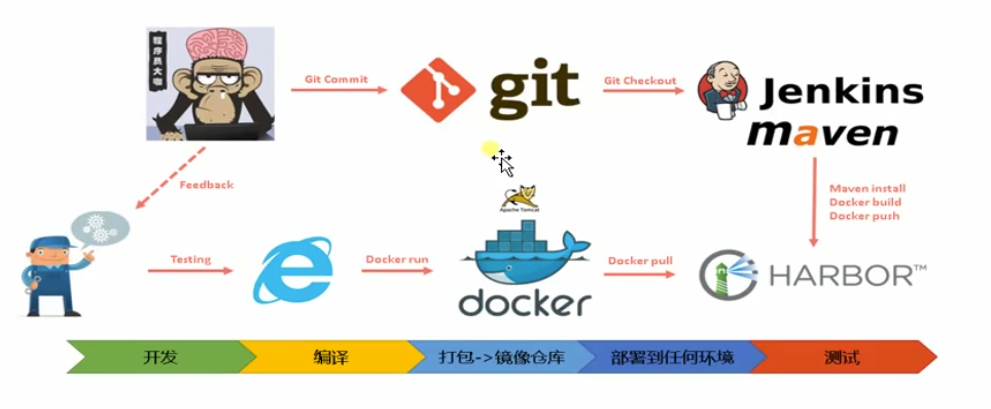 程序员大咖
Git Commit
git
Git Checkout
Jenkins
maven
Feedback
Maven install
Docker build
Docker push
Apache Tomcat
Testing
Docker run
docker
Docker pull
HARBOR™
开发
编译
打包->镜像仓库
部署到任何环境
测试